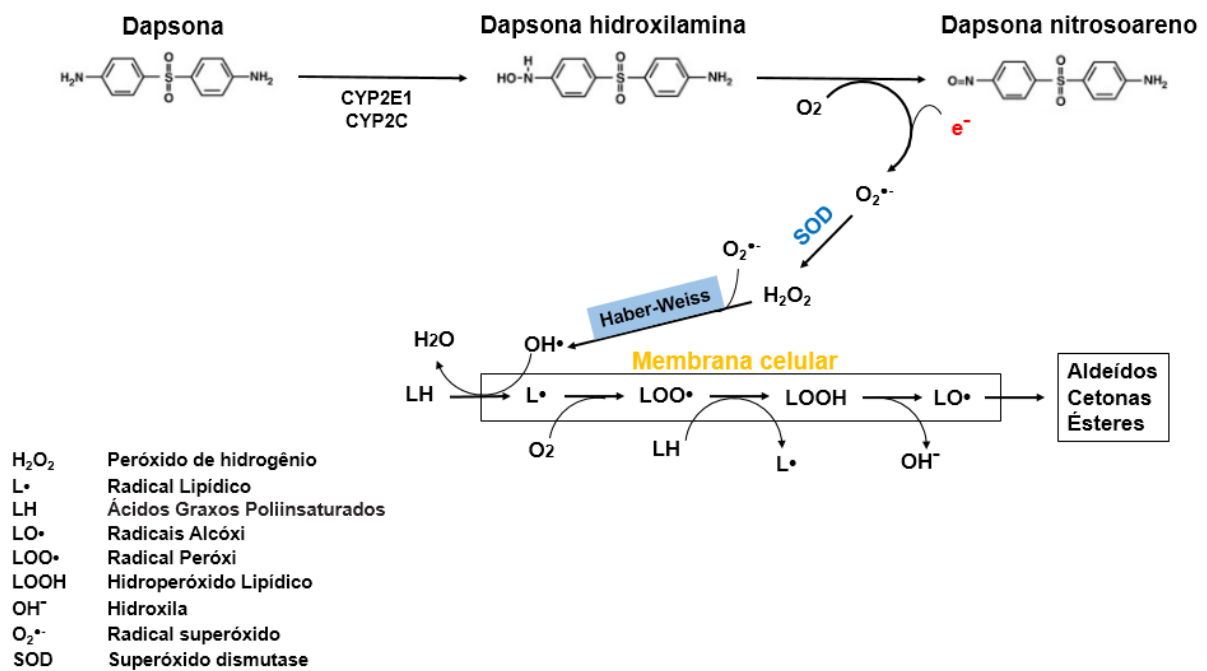 Dapsona
Dapsona hidroxilamina
Dapsona nitrosoareno
H₂N
O
S
O
NH₂
CYP2E1
CYP2C
H
HO-N
O
S
O
NH₂
O2
e⁻
O=N
O
S
O
NH₂
O₂•⁻
SOD
O₂•⁻
H₂O₂
Haber-Weiss
H2O
OH•
Membrana celular
LH
L•
LOO•
LOOH
LO•
O2
LH
L•
OH⁻
Aldeídos
Cetonas
Ésteres
H₂O₂ Peróxido de hidrogênio
L• Radical Lipídico
LH Ácidos Graxos Poliinsaturados
LO• Radicais Alcóxi
LOO• Radical Peróxi
LOOH Hidroperóxido Lipídico
OH⁻ Hidroxila
O₂•⁻ Radical superóxido
SOD Superóxido dismutase